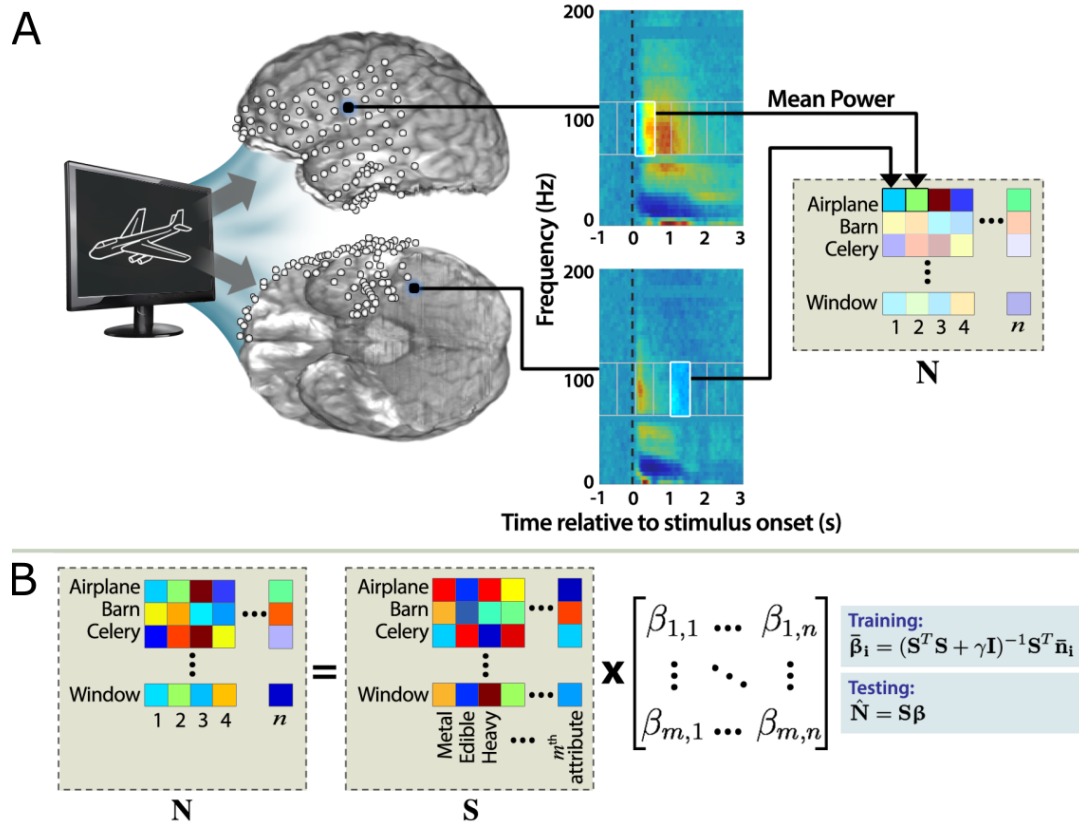 A
200
100
0
-1 0 1 2 3
Frequency (Hz)
200
100
0
-1 0 1 2 3
Time relative to stimulus onset (s)
Mean Power
Airplane
Barn
Celery
Window
1 2 3 4 n
N
B
Airplane
Barn
Celery
Window
1 2 3 4 n
N
=
Airplane
Barn
Celery
Window
Metal
Edible
Heavy
mᵗʰ attribute
S
x
β₁,₁ ... β₁,ₙ
βₘ,₁ ... βₘ,ₙ
Training:
β̄ᵢ = (SᵀS + γI)⁻¹Sᵀn̄ᵢ
Testing:
N̂ = Sβ